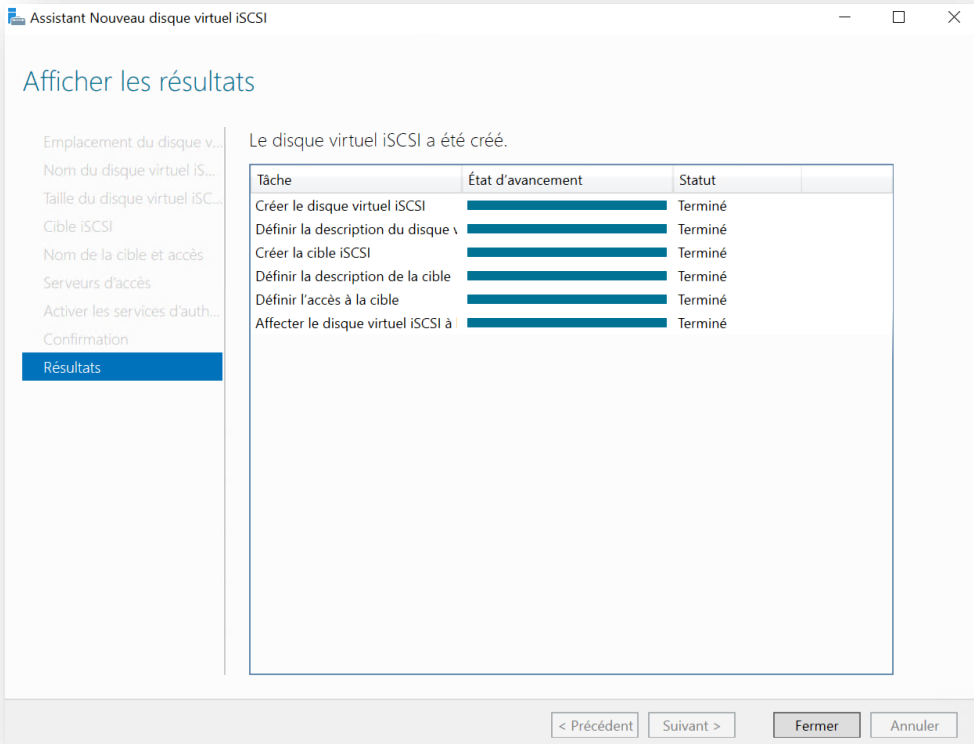 Assistant Nouveau disque virtuel iSCSI
Afficher les résultats
Emplacement du disque v...
Nom du disque virtuel iS...
Taille du disque virtuel iSC...
Cible iSCSI
Nom de la cible et accès
Serveurs d'accès
Activer les services d'auth...
Confirmation
Résultats
Le disque virtuel iSCSI a été créé.
Tâche État d'avancement Statut
Créer le disque virtuel iSCSI Terminé
Définir la description du disque v Terminé
Créer la cible iSCSI Terminé
Définir la description de la cible Terminé
Définir l'accès à la cible Terminé
Affecter le disque virtuel iSCSI à Terminé
< Précédent Suivant > Fermer Annuler